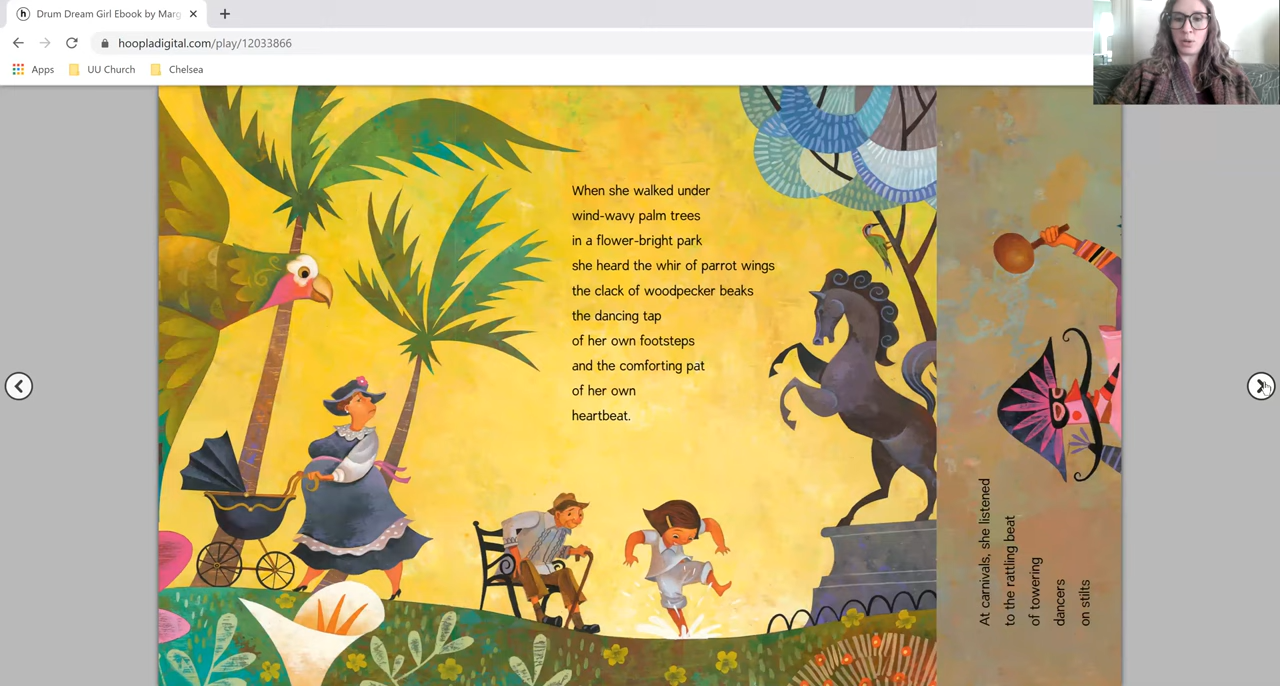 Drum Dream Girl Ebook by Marg
hoopladigital.com/play/12033866
Apps
UU Church
Chelsea
When she walked under
wind-wavy palm trees
in a flower-bright park
she heard the whir of parrot wings
the clack of woodpecker beaks
the dancing tap
of her own footsteps
and the comforting pat
of her own
heartbeat.
At carnivals, she listened
to the rattling beat
of towering
dancers
on stilts